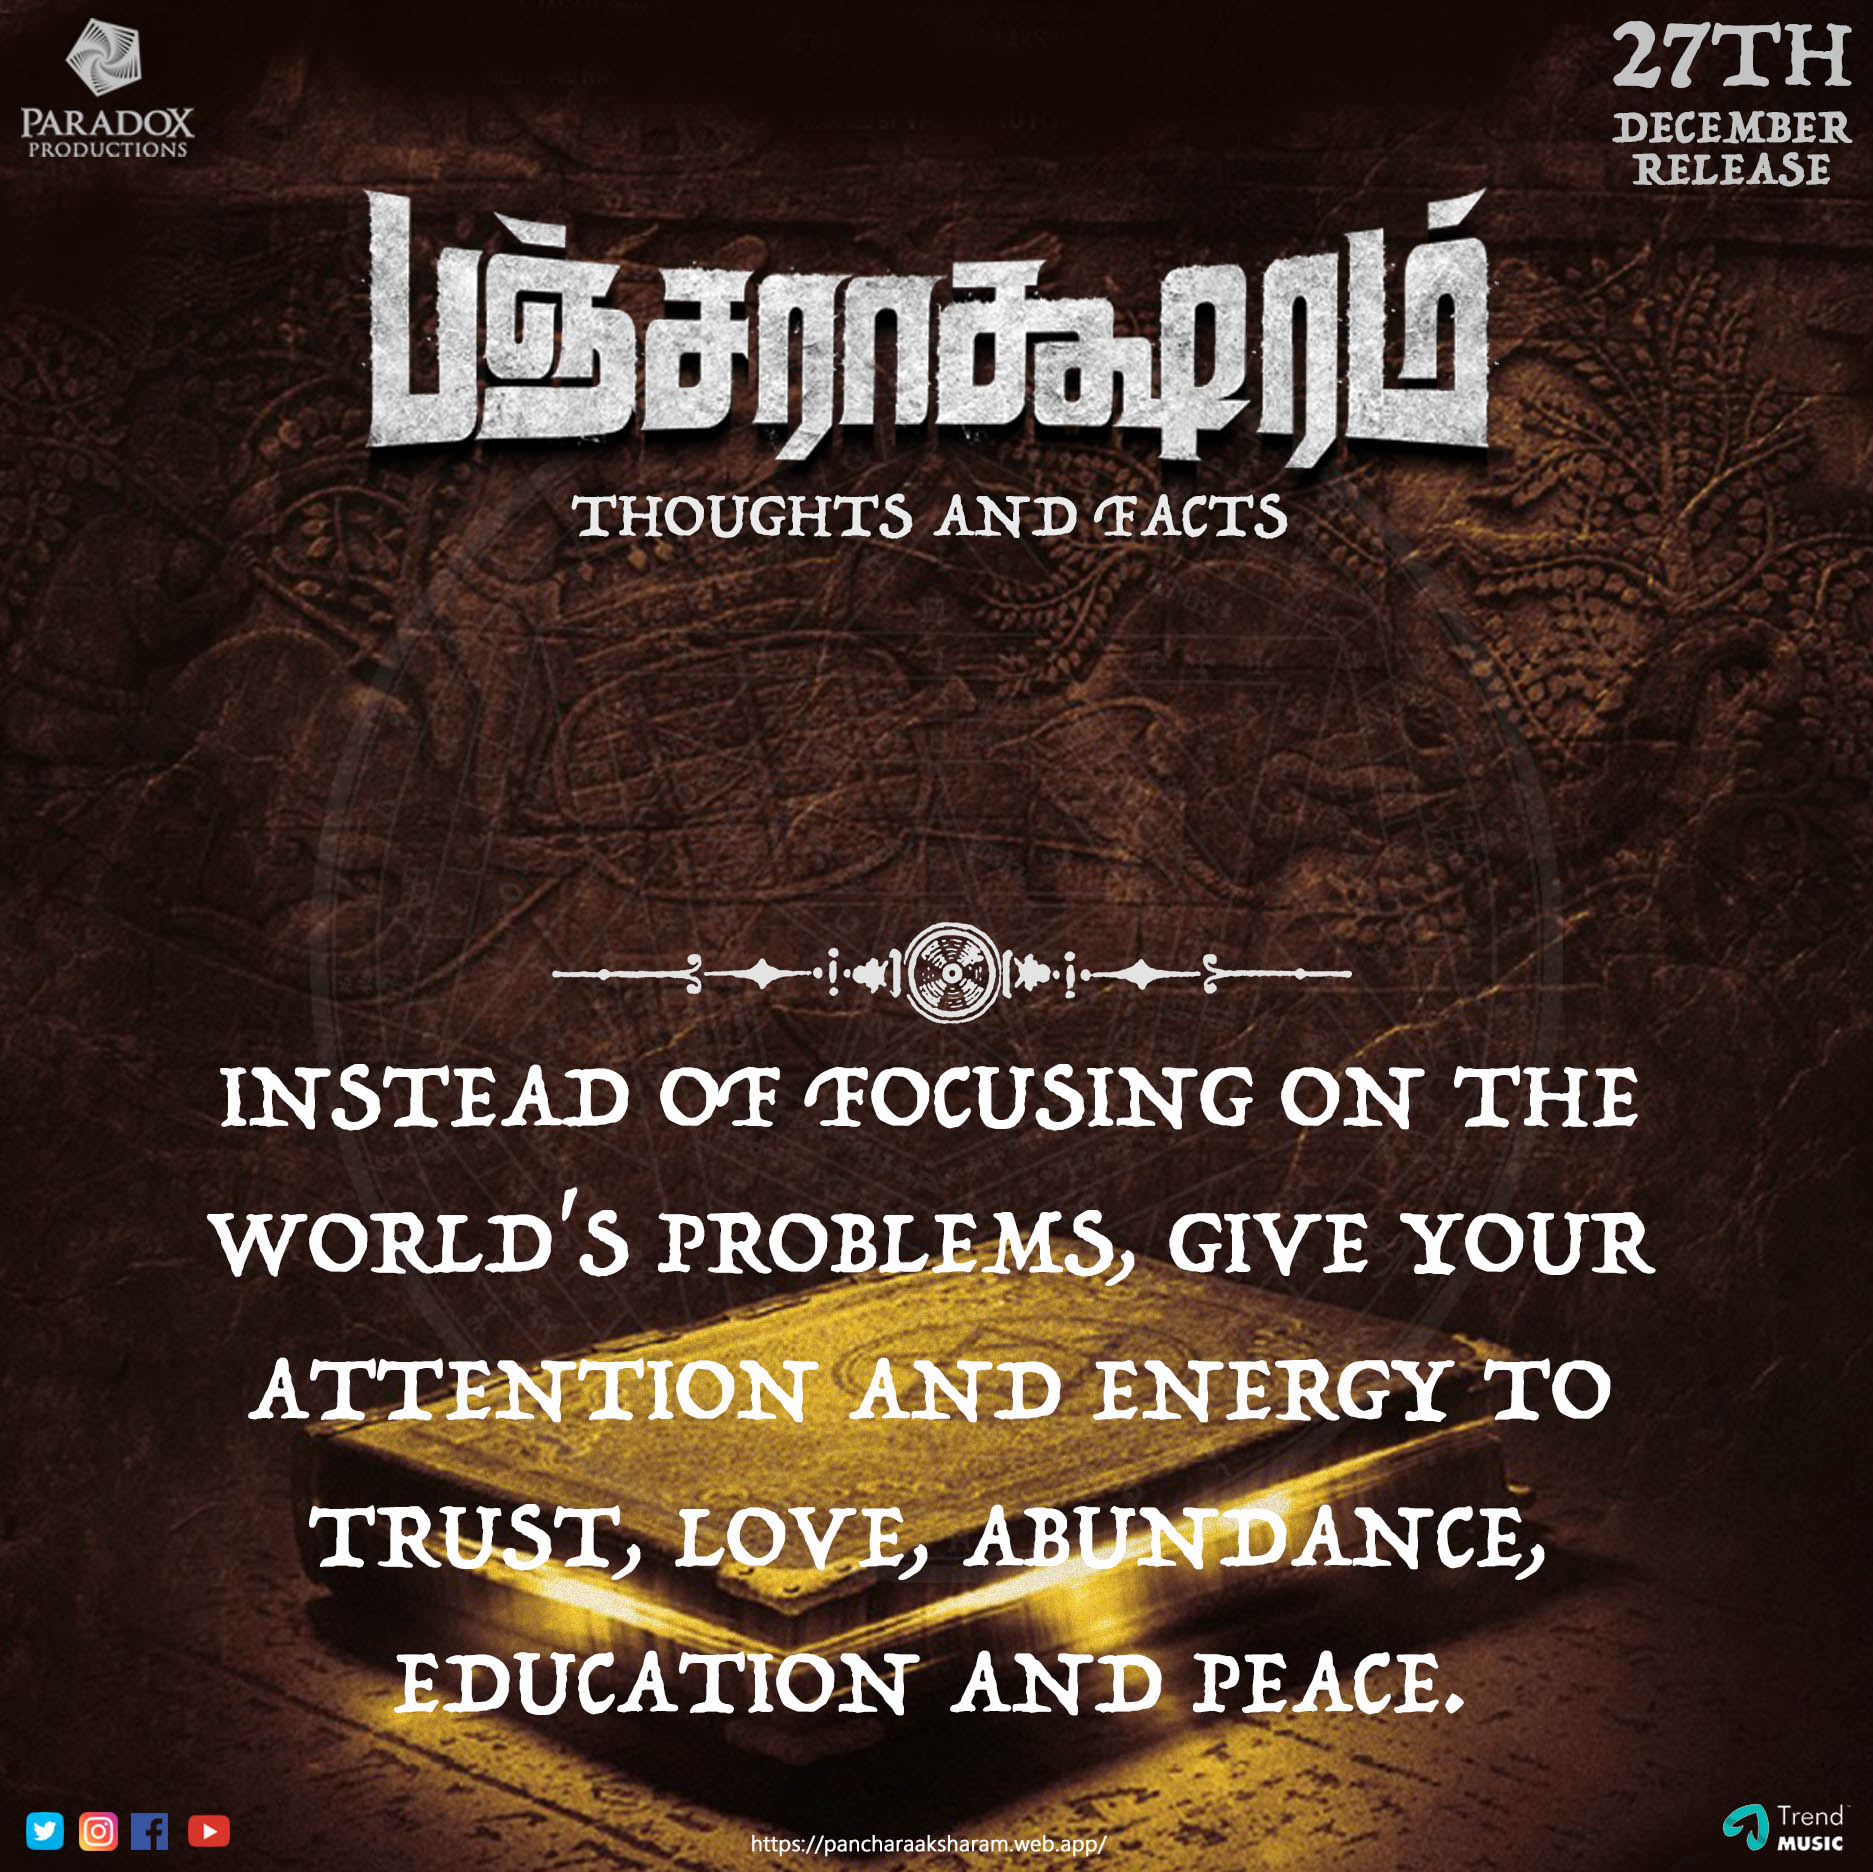 PARADOX
PRODUCTIONS
27TH
DECEMBER
RELEASE
பஞ்சராக்ஷரம்
THOUGHTS AND FACTS
INSTEAD OF FOCUSING ON THE
WORLD'S PROBLEMS, GIVE YOUR
ATTENTION AND ENERGY TO
TRUST, LOVE, ABUNDANCE,
EDUCATION AND PEACE.
https://pancharaaksharam.web.app/
Trend
MUSIC